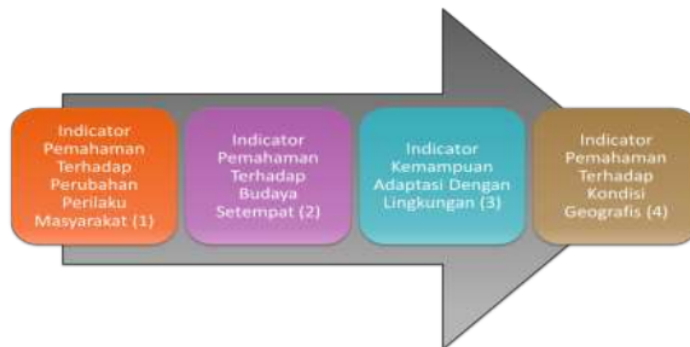 Indicator
Pemahaman
Terhadap
Perubahan
Perilaku
Masyarakat (1)
Indicator
Pemahaman
Terhadap
Budaya
Setempat (2)
Indicator
Kemampuan
Adaptasi Dengan
Lingkungan (3)
Indicator
Pemahaman
Terhadap
Kondisi
Geografis (4)